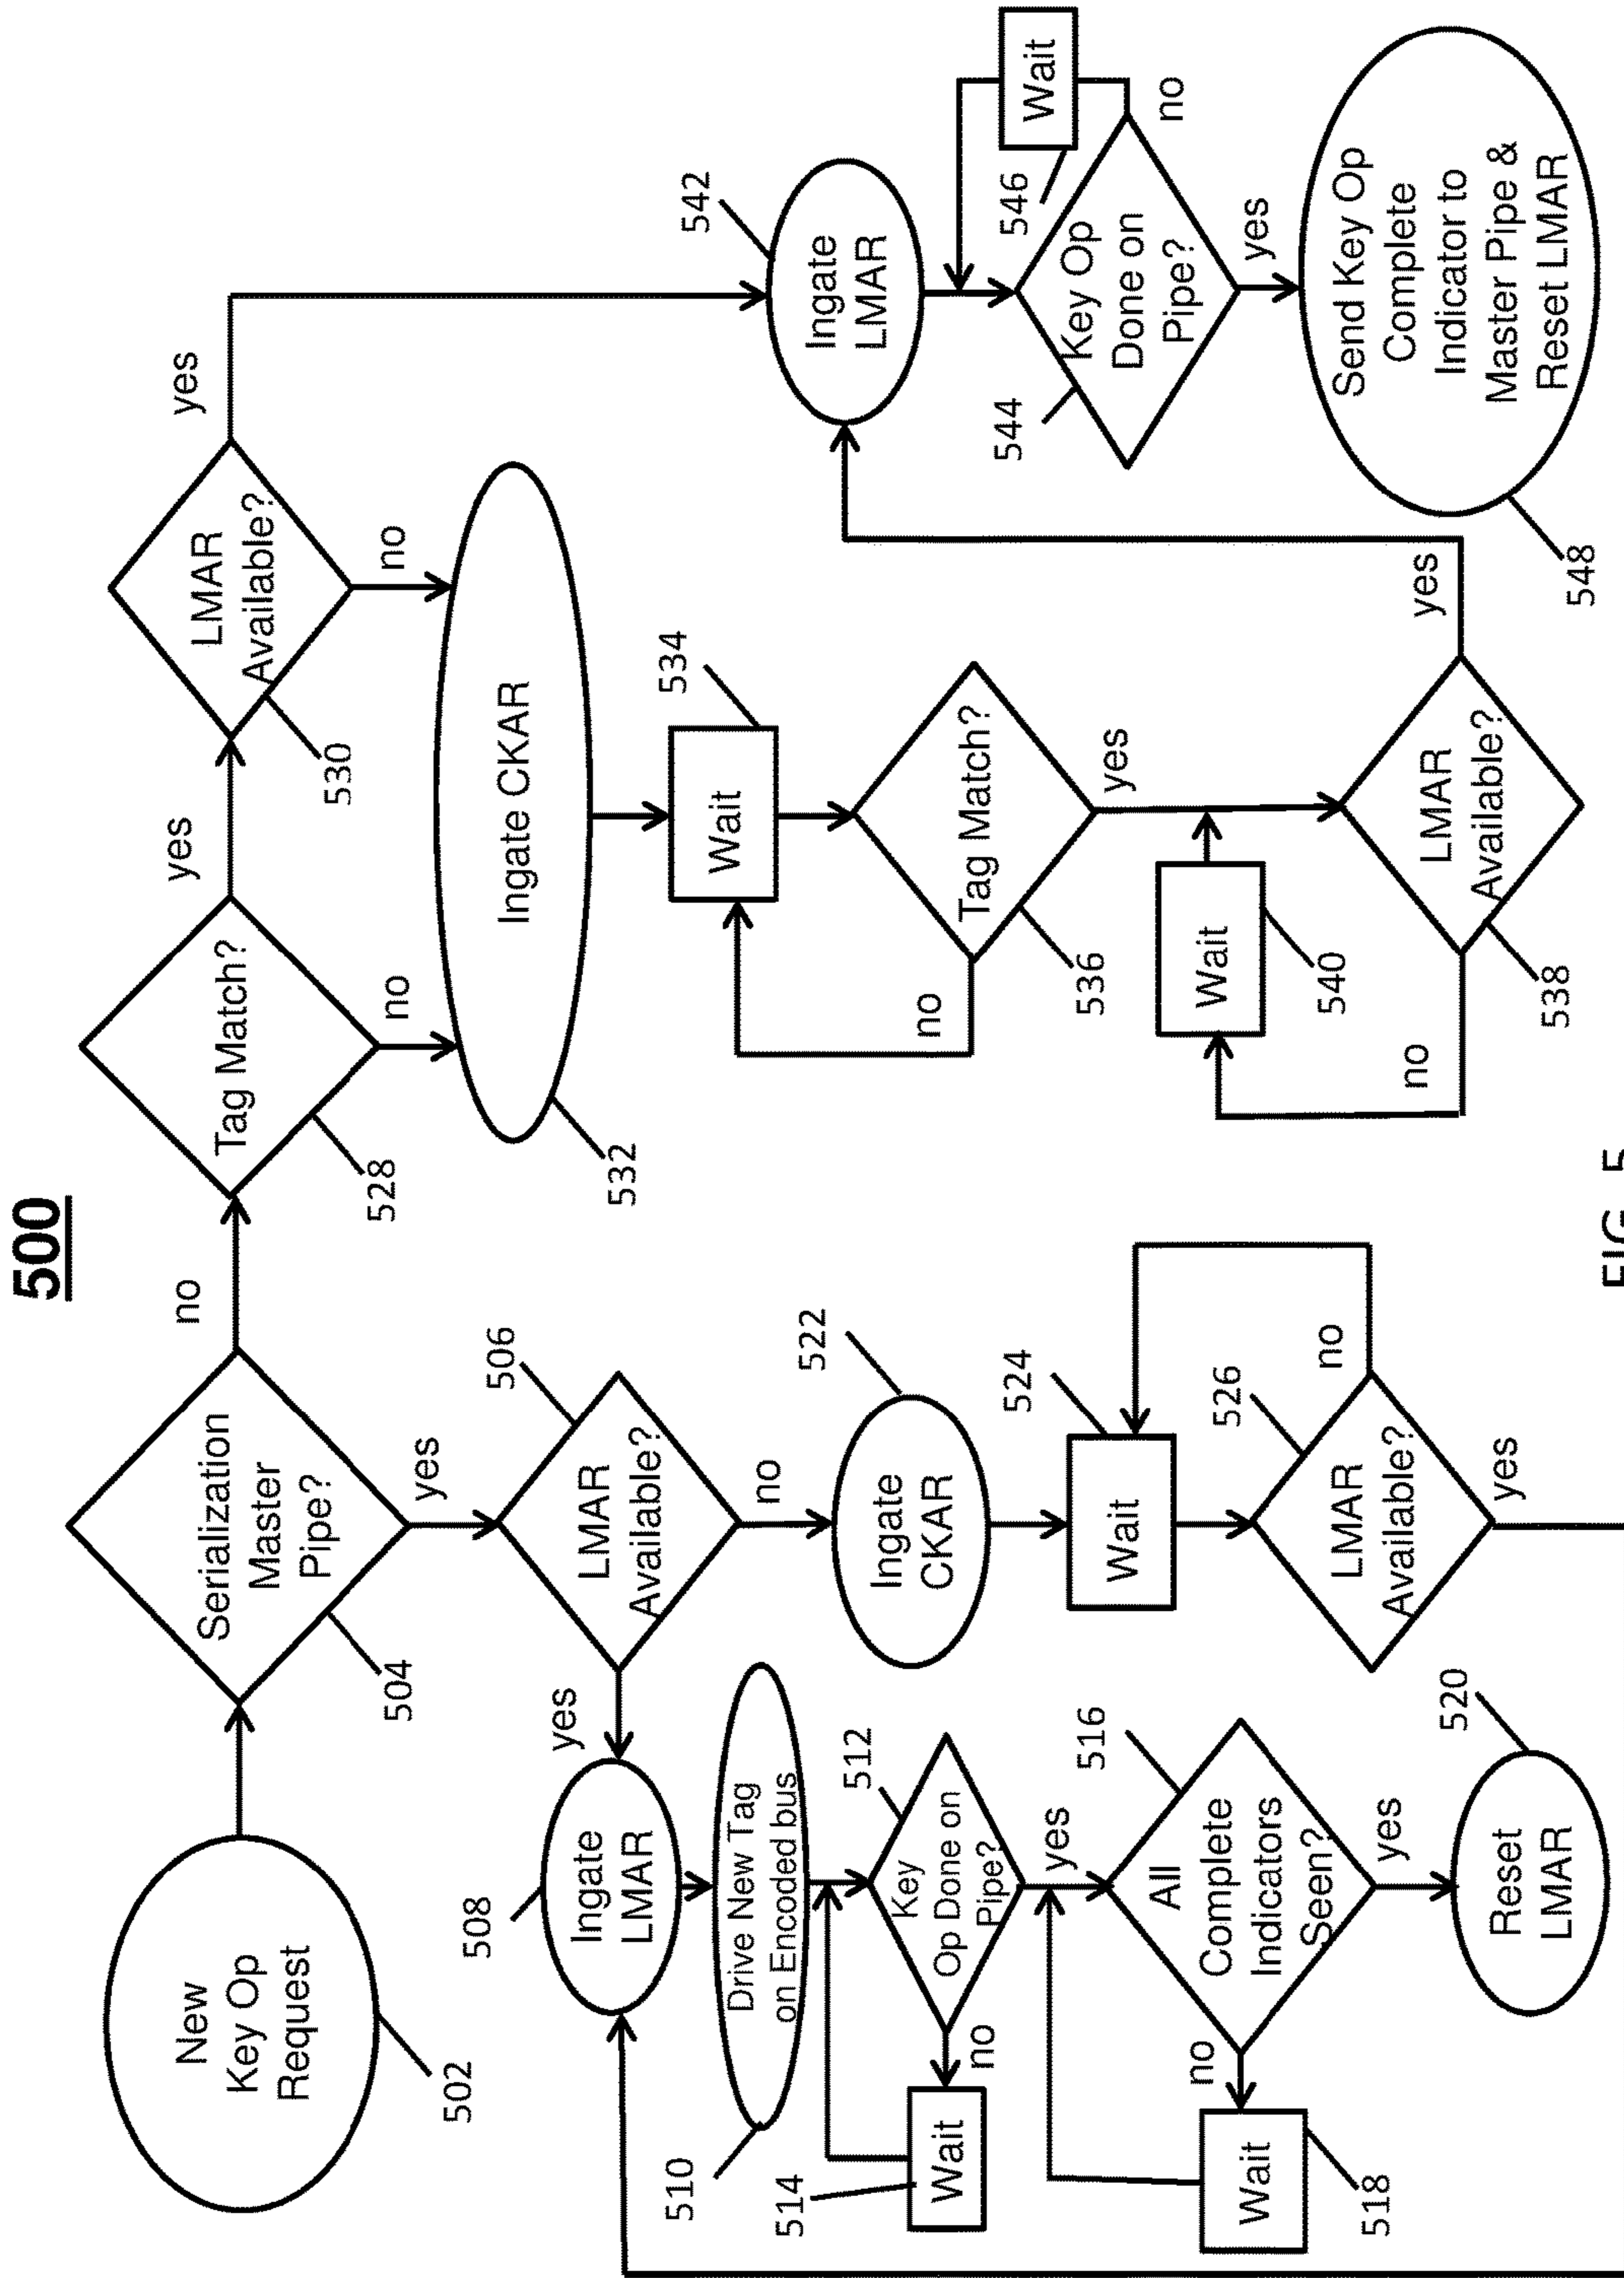 500
New
Key Op
Request
502
Serialization
Master
Pipe?
504
no
yes
Tag Match?
528
yes
no
LMAR
Available?
530
yes
no
LMAR
Available?
506
yes
no
Ingate
LMAR
508
Drive New Tag
on Encoded bus
510
Key
Op Done on
Pipe?
512
no
yes
Wait
514
All
Complete
Indicators
Seen?
516
no
yes
Wait
518
Reset
LMAR
520
Ingate
CKAR
522
Wait
524
LMAR
Available?
526
no
yes
Ingate CKAR
532
Wait
534
Tag Match?
536
no
yes
Wait
540
LMAR
Available?
538
no
yes
Ingate
LMAR
542
Key Op
Done on
Pipe?
544
no
yes
Wait
546
Send Key Op
Complete
Indicator to
Master Pipe &
Reset LMAR
548
FIG. 5